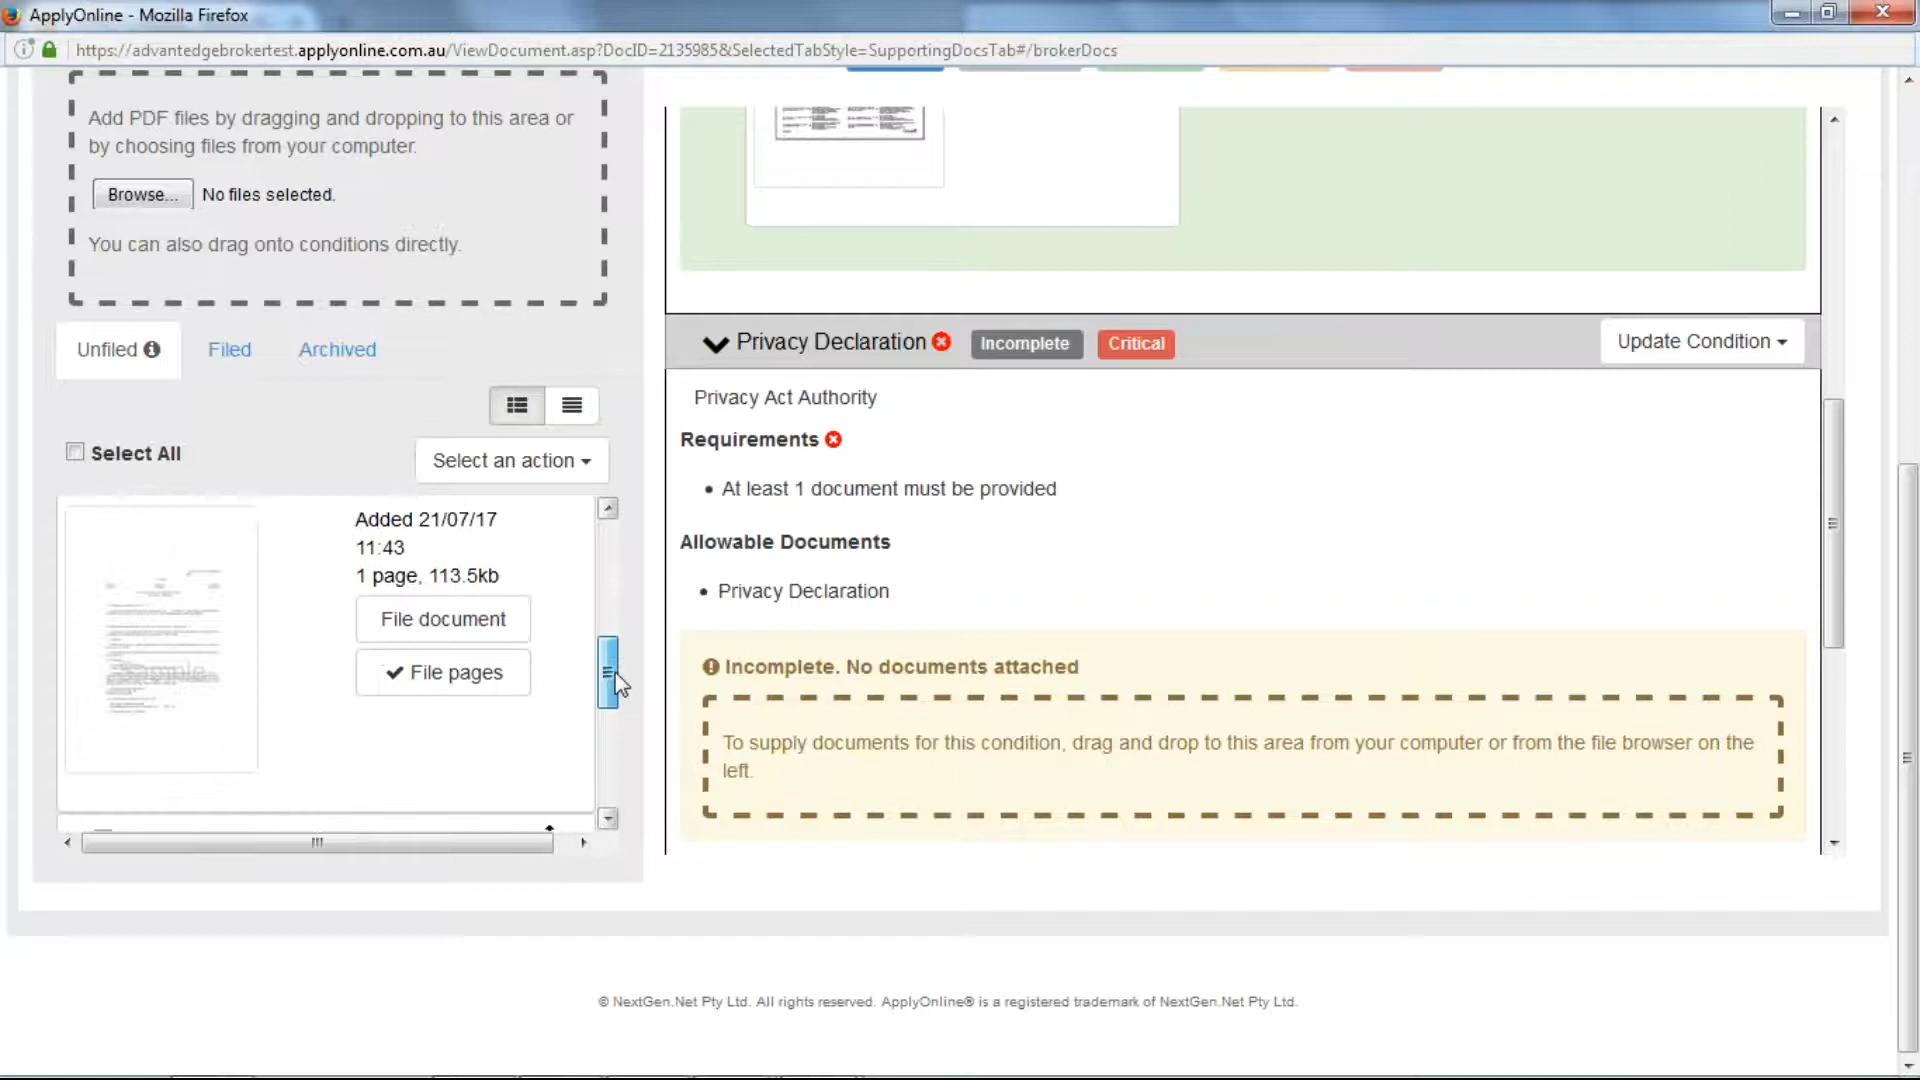 ApplyOnline - Mozilla Firefox
https://advantedgebrokertest.applyonline.com.au/ViewDocument.asp?DocID=2135985&SelectedTabStyle=SupportingDocsTab#/brokerDocs
Add PDF files by dragging and dropping to this area or
by choosing files from your computer.
Browse... No files selected.
You can also drag onto conditions directly.
Unfiled Filed Archived
Select All Select an action
Added 21/07/17
11:43
1 page, 113.5kb
File document
File pages
Privacy Declaration Incomplete Critical Update Condition
Privacy Act Authority
Requirements
• At least 1 document must be provided
Allowable Documents
• Privacy Declaration
Incomplete. No documents attached
To supply documents for this condition, drag and drop to this area from your computer or from the file browser on the
left.
© NextGen.Net Pty Ltd. All rights reserved. ApplyOnline® is a registered trademark of NextGen.Net Pty Ltd.